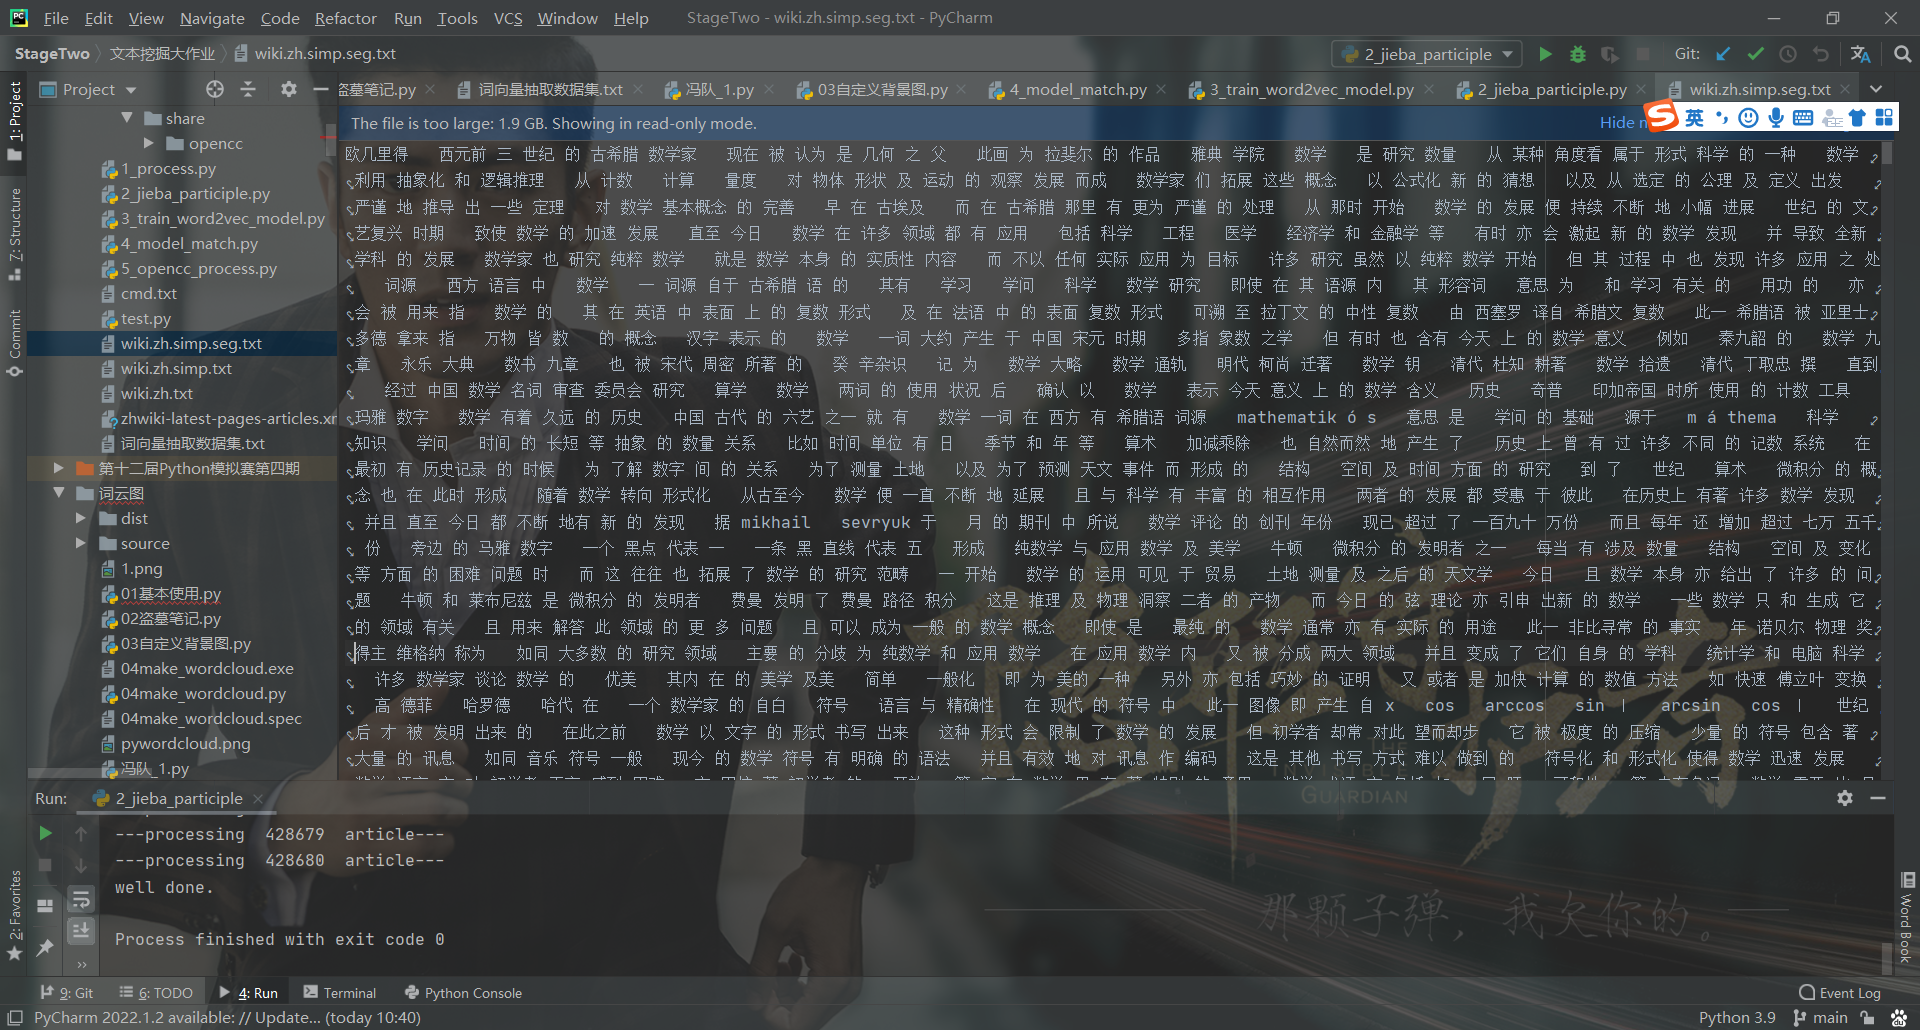 File Edit View Navigate Code Refactor Run Tools VCS Window Help StageTwo - wiki.zh.simp.seg.txt - PyCharm
StageTwo 文本挖掘大作业 wiki.zh.simp.seg.txt 2_jieba_participle Git:
Project 盗墓笔记.py 词向量抽取数据集.txt 冯队_1.py 03自定义背景图.py 4_model_match.py 3_train_word2vec_model.py 2_jieba_participle.py wiki.zh.simp.seg.txt
The file is too large: 1.9 GB. Showing in read-only mode. Hide 英
1: Project
7: Structure
Commit
2: Favorites
share
opencc
1_process.py
2_jieba_participle.py
3_train_word2vec_model.py
4_model_match.py
5_opencc_process.py
cmd.txt
test.py
wiki.zh.simp.seg.txt
wiki.zh.simp.txt
wiki.zh.txt
zhwiki-latest-pages-articles.xm
词向量抽取数据集.txt
第十二届Python模拟赛第四期
词云图
dist
source
1.png
01基本使用.py
02盗墓笔记.py
03自定义背景图.py
04make_wordcloud.exe
04make_wordcloud.py
04make_wordcloud.spec
pywordcloud.png
冯队_1.py
欧几里得 西元前 三 世纪 的 古希腊 数学家 现在 被 认为 是 几何 之 父 此画 为 拉斐尔 的 作品 雅典 学院 数学 是 研究 数量 从 某种 角度看 属于 形式 科学 的 一种 数学
利用 抽象化 和 逻辑推理 从 计数 计算 量度 对 物体 形状 及 运动 的 观察 发展 而成 数学家 们 拓展 这些 概念 以 公式化 新 的 猜想 以及 从 选定 的 公理 及 定义 出发
严谨 地 推导 出 一些 定理 对 数学 基本概念 的 完善 早 在 古埃及 而 在 古希腊 那里 有 更为 严谨 的 处理 从 那时 开始 数学 的 发展 便 持续 不断 地 小幅 进展 世纪 的 文
艺复兴 时期 致使 数学 的 加速 发展 直至 今日 数学 在 许多 领域 都 有 应用 包括 科学 工程 医学 经济学 和 金融学 等 有时 亦 会 激起 新 的 数学 发现 并 导致 全新
学科 的 发展 数学家 也 研究 纯粹 数学 就是 数学 本身 的 实质性 内容 而 不以 任何 实际 应用 为 目标 许多 研究 虽然 以 纯粹 数学 开始 但 其 过程 中 也 发现 许多 应用 之 处
词源 西方 语言 中 数学 一 词源 自于 古希腊 语 的 其有 学习 学问 科学 数学 研究 即使 在 其 语源 内 其 形容词 意思 为 和 学习 有关 的 用功 的 亦
会 被 用来 指 数学 的 其 在 英语 中 表面 上 的 复数 形式 及 在 法语 中 的 表面 复数 形式 可溯 至 拉丁文 的 中性 复数 由 西塞罗 译自 希腊文 复数 此一 希腊语 被 亚里士
多德 拿来 指 万物 皆 数 的 概念 汉字 表示 的 数学 一词 大约 产生 于 中国 宋元 时期 多指 象数 之学 但 有时 也 含有 今天 上 的 数学 意义 例如 秦九韶 的 数学 九
章 永乐 大典 数书 九章 也 被 宋代 周密 所著 的 癸 辛杂识 记 为 数学 大略 数学 通轨 明代 柯尚 迁著 数学 钥 清代 杜知 耕著 数学 拾遗 清代 丁取忠 撰 直到
经过 中国 数学 名词 审查 委员会 研究 算学 数学 两词 的 使用 状况 后 确认 以 数学 表示 今天 意义 上 的 数学 含义 历史 奇普 印加帝国 时所 使用 的 计数 工具
玛雅 数字 数学 有着 久远 的 历史 中国 古代 的 六艺 之一 就 有 数学 一词 在 西方 有 希腊语 词源 mathematik ó s 意思 是 学问 的 基础 源于 m á thema 科学
知识 学问 时间 的 长短 等 抽象 的 数量 关系 比如 时间 单位 有 日 季节 和 年 等 算术 加减乘除 也 自然而然 地 产生 了 历史 上 曾 有 过 许多 不同 的 记数 系统 在
最初 有 历史记录 的 时候 为 了解 数字 间 的 关系 为了 测量 土地 以及 为了 预测 天文 事件 而 形成 的 结构 空间 及 时间 方面 的 研究 到 了 世纪 算术 微积分 的 概
念 也 在 此时 形成 随着 数学 转向 形式化 从古至今 数学 便 一直 不断 地 延展 且 与 科学 有 丰富 的 相互作用 两者 的 发展 都 受惠 于 彼此 在历史上 有著 许多 数学 发现
并且 直至 今日 都 不断 地有 新 的 发现 据 mikhail sevryuk 于 月 的 期刊 中 所说 数学 评论 的 创刊 年份 现已 超过 了 一百九十 万份 而且 每年 还 增加 超过 七万 五千
份 旁边 的 马雅 数字 一个 黑点 代表 一 一条 黑 直线 代表 五 形成 纯数学 与 应用 数学 及 美学 牛顿 微积分 的 发明者 之一 每当 有 涉及 数量 结构 空间 及 变化
等 方面 的 困难 问题 时 而 这 往往 也 拓展 了 数学 的 研究 范畴 一 开始 数学 的 运用 可见 于 贸易 土地 测量 及 之后 的 天文学 今日 且 数学 本身 亦 给出 了 许多 的 问
题 牛顿 和 莱布尼兹 是 微积分 的 发明者 费曼 发明 了 费曼 路径 积分 这是 推理 及 物理 洞察 二者 的 产物 而 今日 的 弦 理论 亦 引申 出新 的 数学 一些 数学 只 和 生成 它
的 领域 有关 且 用来 解答 此 领域 的 更 多 问题 且 可以 成为 一般 的 数学 概念 即使 是 最纯 的 数学 通常 亦 有 实际 的 用途 此一 非比寻常 的 事实 年 诺贝尔 物理 奖
得主 维格纳 称为 如同 大多数 的 研究 领域 主要 的 分歧 为 纯数学 和 应用 数学 在 应用 数学 内 又 被 分成 两大 领域 并且 变成 了 它们 自身 的 学科 统计学 和 电脑 科学
许多 数学家 谈论 数学 的 优美 其内 在 的 美学 及美 简单 一般化 即 为 美的 一种 另外 亦 包括 巧妙 的 证明 又 或者 是 加快 计算 的 数值 方法 如 快速 傅立叶 变换
高 德菲 哈罗德 哈代 在 一个 数学家 的 自白 符号 语言 与 精确性 在 现代 的 符号 中 此一 图像 即 产生 自 x cos arccos sin | arcsin cos | 世纪
后 才 被 发明 出来 的 在此之前 数学 以 文字 的 形式 书写 出来 这种 形式 会 限制 了 数学 的 发展 但 初学者 却常 对此 望而却步 它 被 极度 的 压缩 少量 的 符号 包含 著
大量 的 讯息 如同 音乐 符号 一般 现今 的 数学 符号 有 明确 的 语法 并且 有效 地 对 讯息 作 编码 这是 其他 书写 方式 难以 做到 的 符号化 和 形式化 使得 数学 迅速 发展
THE
GUARDIAN
Run: 2_jieba_participle
---processing 428679 article---
---processing 428680 article---
well done.
Process finished with exit code 0
那颗子弹，我欠你的。
Word Book
9: Git 6: TODO 4: Run Terminal Python Console Event Log
PyCharm 2022.1.2 available: // Update... (today 10:40) Python 3.9 main